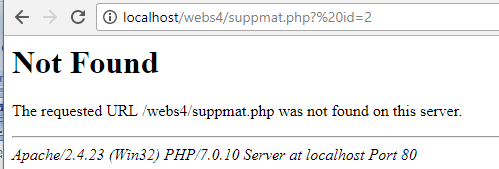 localhost/webs4/suppmat.php?%20id=2
Not Found
The requested URL /webs4/suppmat.php was not found on this server.
Apache/2.4.23 (Win32) PHP/7.0.10 Server at localhost Port 80